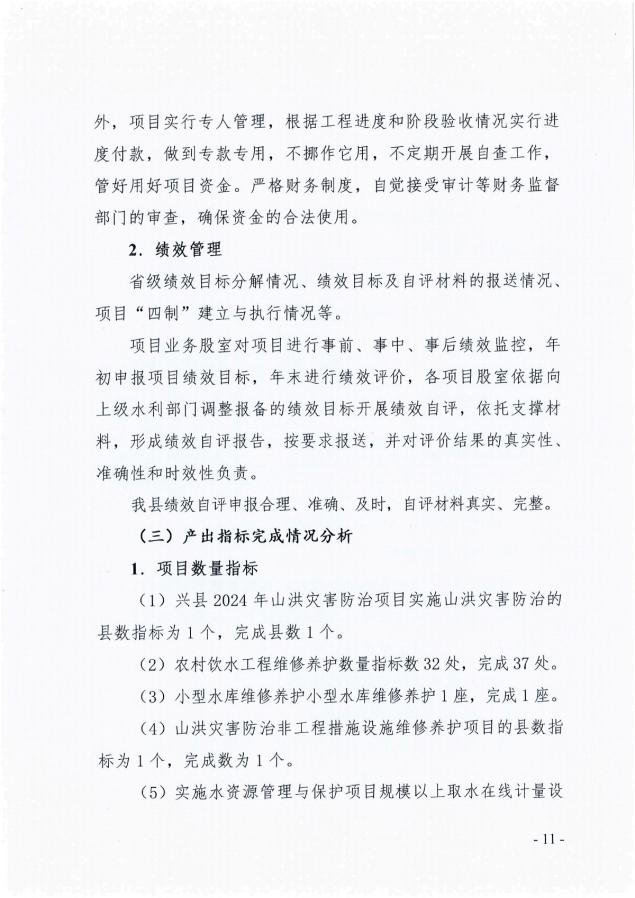 外，项目实行专人管理，根据工程进度和阶段验收情况实行进
度付款，做到专款专用，不挪作它用，不定期开展自查工作，
管好用好项目资金。严格财务制度，自觉接受审计等财务监督
部门的审查，确保资金的合法使用。
2．绩效管理
省级绩效目标分解情况、绩效目标及自评材料的报送情况、
项目“四制”建立与执行情况等。
项目业务股室对项目进行事前、事中、事后绩效监控，年
初申报项目绩效目标，年末进行绩效评价，各项目股室依据向
上级水利部门调整报备的绩效目标开展绩效自评，依托支撑材
料，形成绩效自评报告，按要求报送，并对评价结果的真实性、
准确性和时效性负责。
我县绩效自评申报合理、准确、及时，自评材料真实、完整。
（三）产出指标完成情况分析
1．项目数量指标
（1）兴县 2024 年山洪灾害防治项目实施山洪灾害防治的
县数指标为 1 个，完成县数 1 个。
（2）农村饮水工程维修养护数量指标数 32 处，完成 37 处。
（3）小型水库维修养护小型水库维修养护 1 座，完成 1 座。
（4）山洪灾害防治非工程措施设施维修养护项目的县数指
标为 1 个，完成数为 1 个。
（5）实施水资源管理与保护项目规模以上取水在线计量设
- 11 -